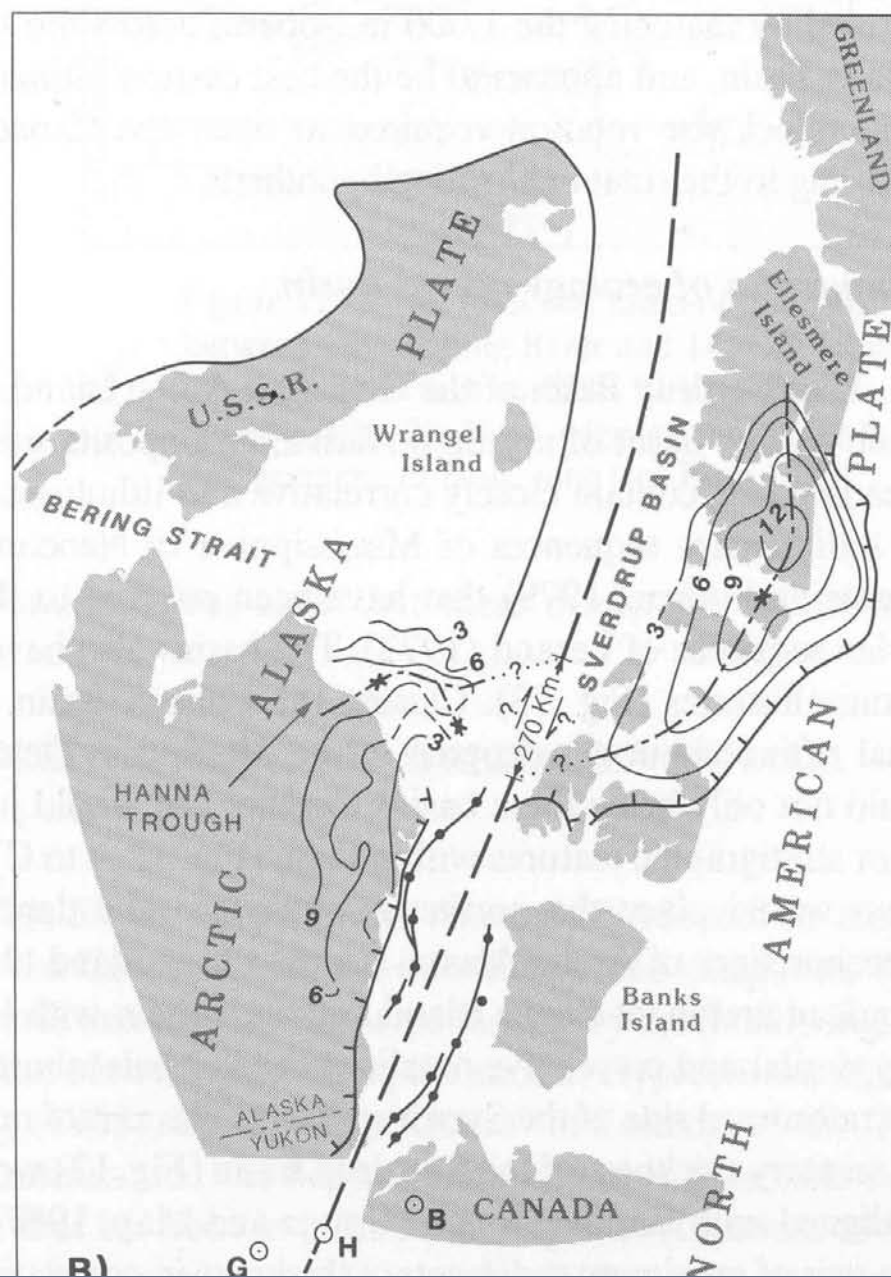 GREENLAND
Ellesmere
Island
PLATE
U.S.S.R.
PLATE
Wrangel
Island
SVERDRUP BASIN
BERING STRAIT
ALASKA
3
6
9
12
3
6
3
?
?
?
?
?
270 Km.
HANNA
TROUGH
ARCTIC
9
6
AMERICAN
Banks
Island
ALASKA
YUKON
NORTH
CANADA
B
H
G
B)